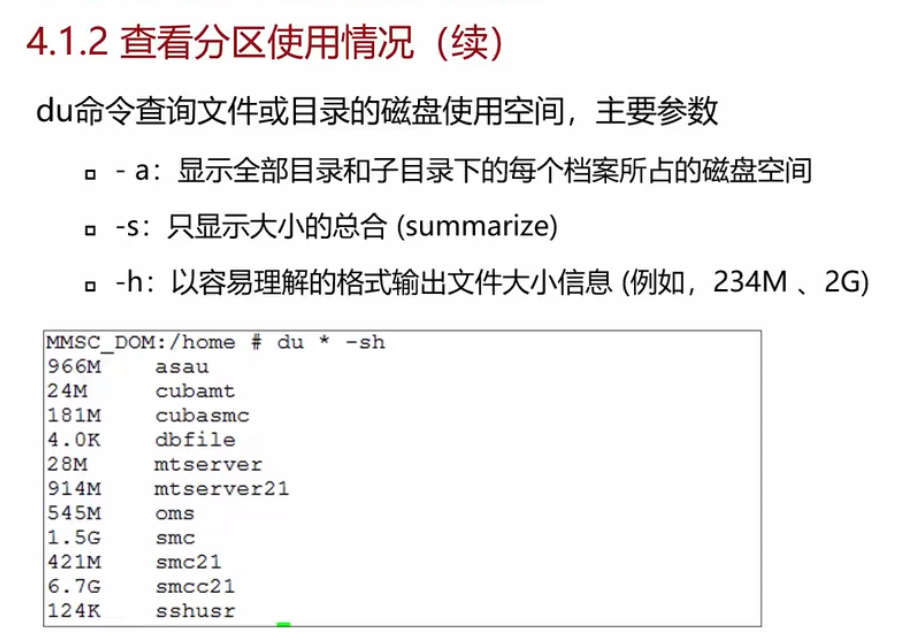 4.1.2 查看分区使用情况（续）
du命令查询文件或目录的磁盘使用空间，主要参数
- a：显示全部目录和子目录下的每个档案所占的磁盘空间
-s：只显示大小的总合 (summarize)
-h：以容易理解的格式输出文件大小信息 (例如，234M 、2G)
MMSC_DOM:/home # du * -sh
966M asau
24M cubamt
181M cubasmc
4.0K dbfile
28M mtserver
914M mtserver21
545M oms
1.5G smc
421M smc21
6.7G smcc21
124K sshusr